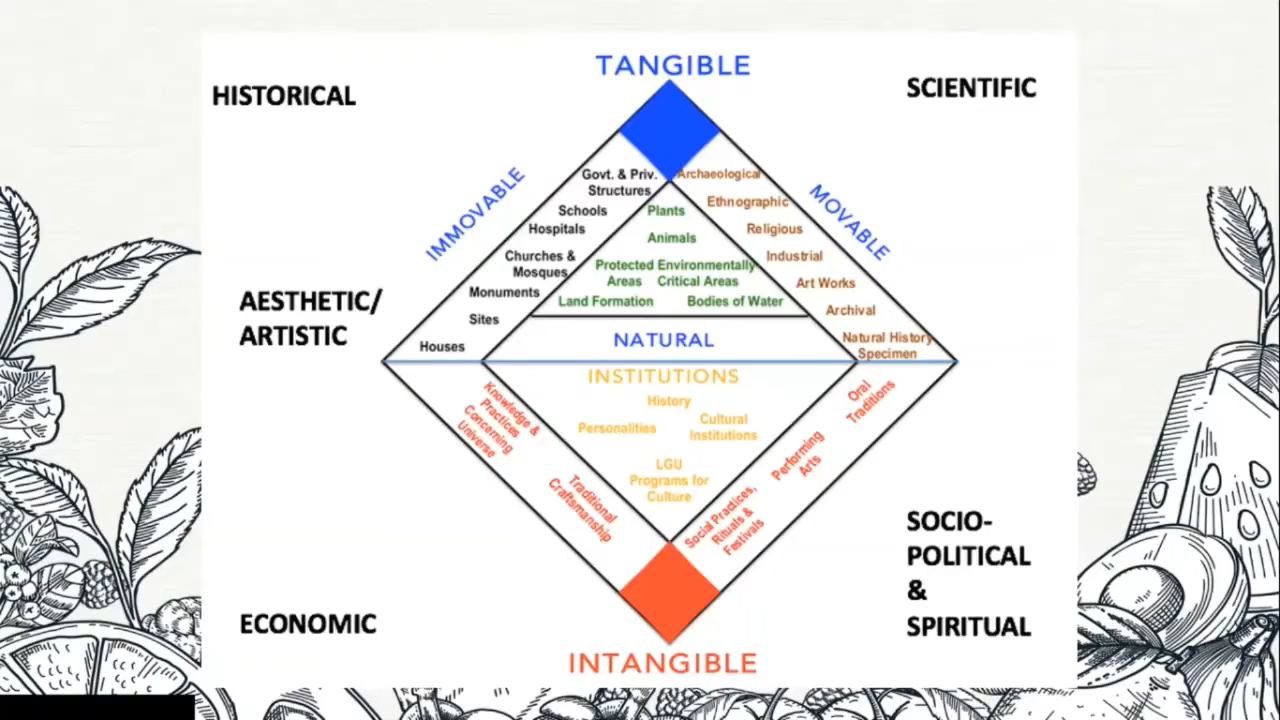 TANGIBLE
HISTORICAL
SCIENTIFIC
IMMOVABLE
MOVABLE
Govt. & Priv.
Structures
Schools
Hospitals
Churches &
Mosques
Monuments
Sites
Houses
Plants
Animals
Protected
Areas
Environmentally
Critical Areas
Land Formation
Bodies of Water
NATURAL
Archaeological
Ethnographic
Religious
Industrial
Art Works
Archival
Natural History
Specimen
AESTHETIC/
ARTISTIC
INSTITUTIONS
History
Personalities
Cultural
Institutions
LGU
Programs for
Culture
Knowledge &
Practices
Concerning
Universe
Traditional
Craftsmanship
Social Practices,
Rituals &
Festivals
Performing
Arts
Oral
Traditions
ECONOMIC
SOCIO-
POLITICAL
&
SPIRITUAL
INTANGIBLE